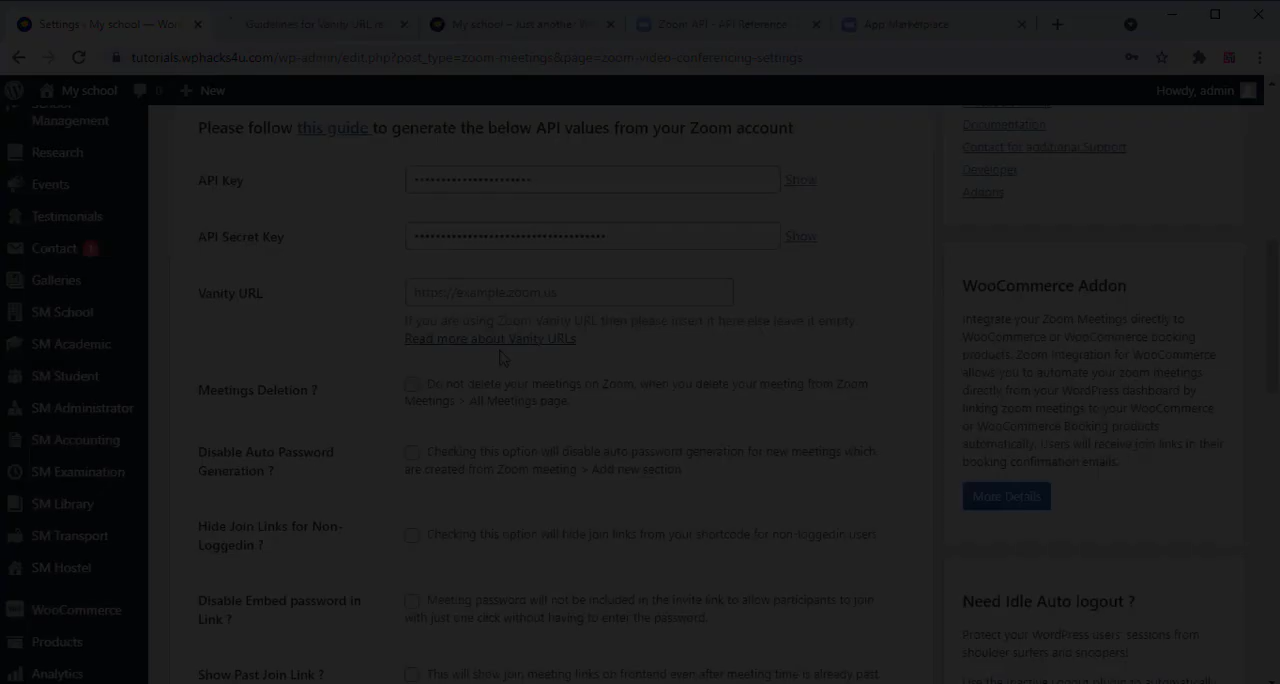 Settings ‹ My school — Wor
Guidelines for Vanity URL re
My school – Just another
Zoom API - API Reference
App Marketplace
tutorials.wphacks4u.com/wp-admin/edit.php?post_type=zoom-meetings&page=zoom-video-conferencing-settings
My school
0
New
Howdy, admin
School
Management
Research
Events
Testimonials
Contact 1
Galleries
SM School
SM Academic
SM Student
SM Administrator
SM Accounting
SM Examination
SM Library
SM Transport
SM Hostel
WooCommerce
Products
Analytics
Please follow this guide to generate the below API values from your Zoom account
API Key
Show
API Secret Key
Show
Vanity URL
https://example.zoom.us
If you are using Zoom Vanity URL then please insert it here else leave it empty.
Read more about Vanity URLs
Meetings Deletion ?
Do not delete your meetings on Zoom, when you delete your meeting from Zoom
Meetings > All Meetings page.
Disable Auto Password
Generation ?
Checking this option will disable auto password generation for new meetings which
are created from Zoom meeting > Add new section.
Hide Join Links for Non-
Loggedin ?
Checking this option will hide join links from your shortcode for non-loggedin users.
Disable Embed password in
Link ?
Meeting password will not be included in the invite link to allow participants to join
with just one click without having to enter the password.
Show Past Join Link ?
This will show join meeting links on frontend even after meeting time is already past.
Documentation
Contact for additional Support
Developer
Addons
WooCommerce Addon
Integrate your Zoom Meetings directly to
WooCommerce or WooCommerce booking
products. Zoom Integration for WooCommerce
allows you to automate your zoom meetings
directly from your WordPress dashboard by
linking zoom meetings to your WooCommerce
or WooCommerce Booking products
automatically. Users will receive join links in their
booking confirmation emails.
More Details
Need Idle Auto logout ?
Protect your WordPress users' sessions from
shoulder surfers and snoopers!
Use the Inactive Logout plugin to automatically